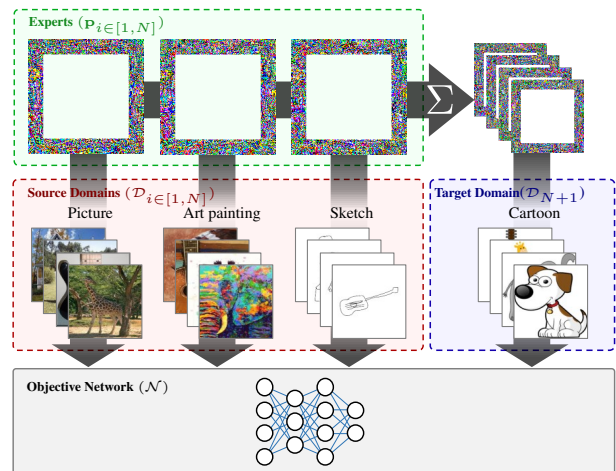 Experts (p_{i∈[1,N]})
Σ
Source Domains (𝒟_{i∈[1,N]})
Target Domain(𝒟_{N+1})
Picture Art painting Sketch Cartoon
Objective Network (𝒩)